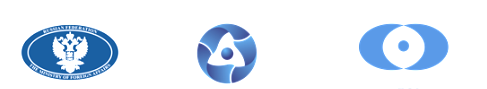 RUSSIAN FEDERATION
THE MINISTRY OF FOREIGN AFFAIRS